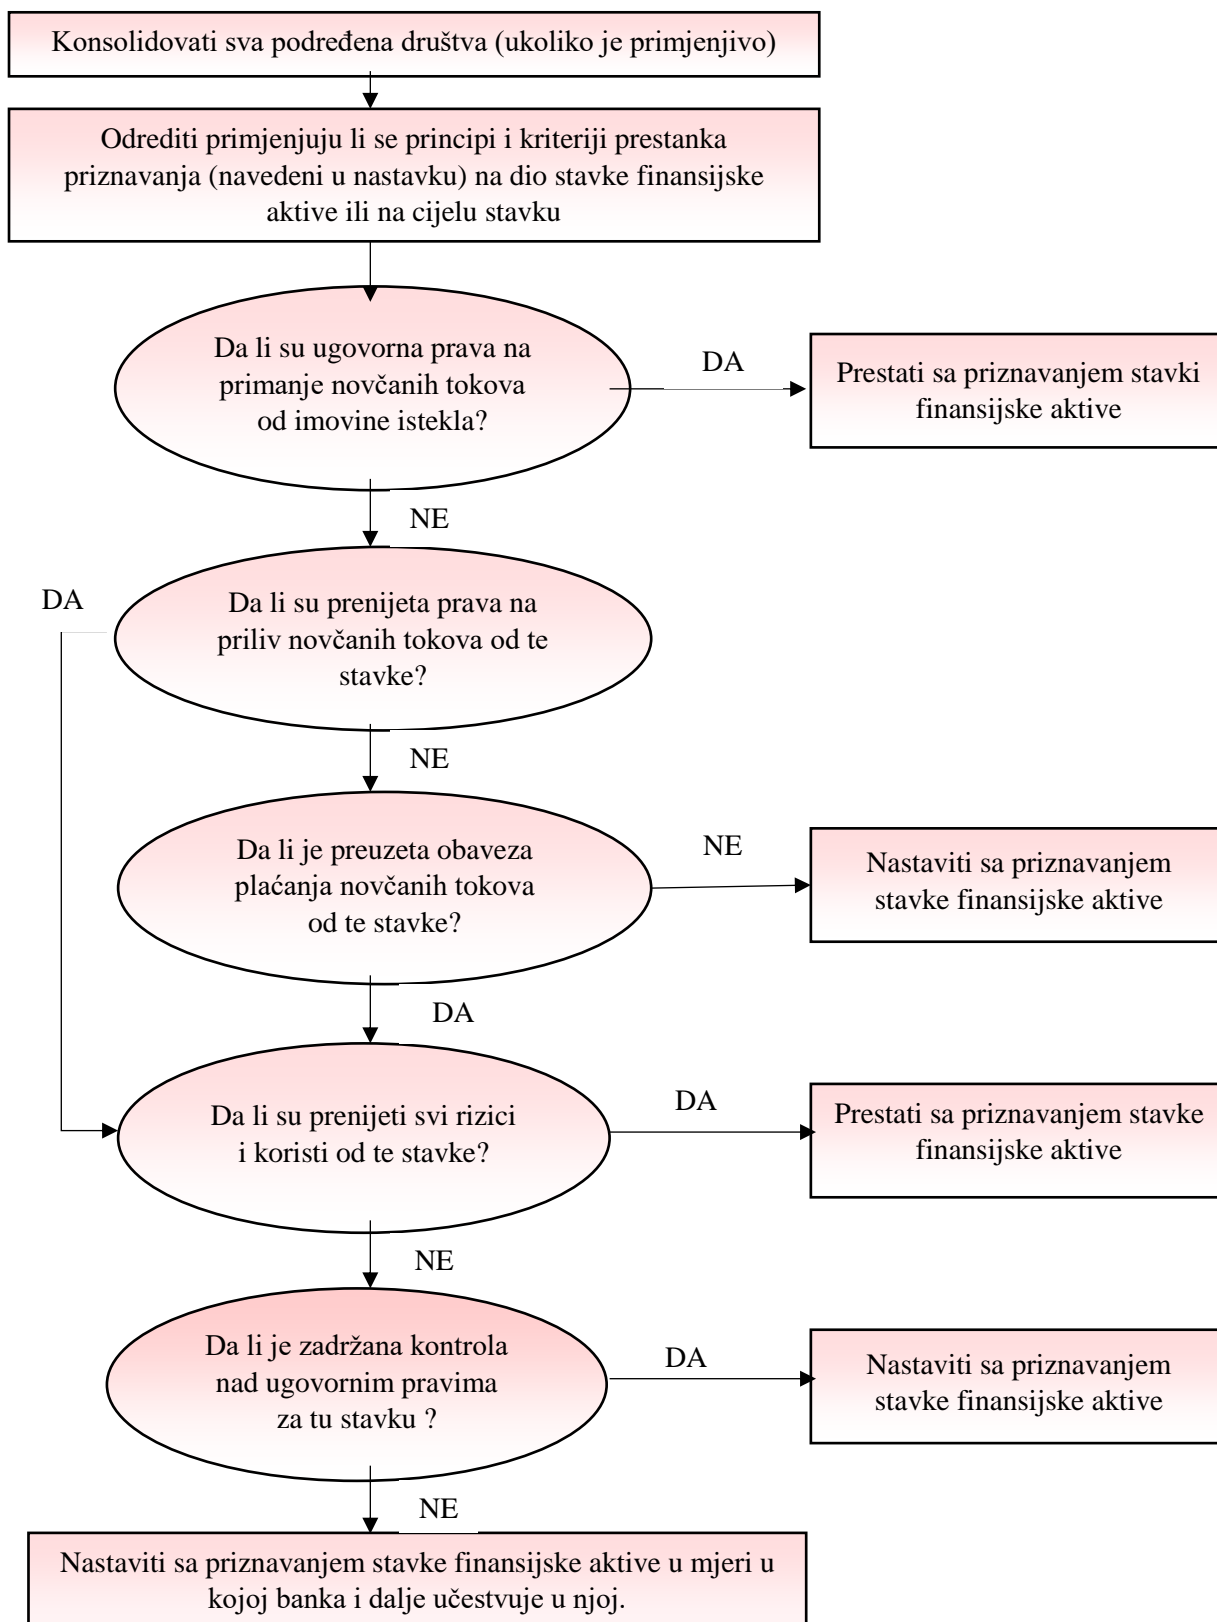 Konsolidovati sva podređena društva (ukoliko je primjenjivo)
Odrediti primjenjuju li se principi i kriteriji prestanka
priznavanja (navedeni u nastavku) na dio stavke finansijske
aktive ili na cijelu stavku
Da li su ugovorna prava na
primanje novčanih tokova
od imovine istekla?
DA
Prestati sa priznavanjem stavki
finansijske aktive
NE
DA
Da li su prenijeta prava na
priliv novčanih tokova od te
stavke?
NE
Da li je preuzeta obaveza
plaćanja novčanih tokova
od te stavke?
NE
Nastaviti sa priznavanjem
stavke finansijske aktive
DA
Da li su prenijeti svi rizici
i koristi od te stavke?
DA
Prestati sa priznavanjem stavke
finansijske aktive
NE
Da li je zadržana kontrola
nad ugovornim pravima
za tu stavku ?
DA
Nastaviti sa priznavanjem
stavke finansijske aktive
NE
Nastaviti sa priznavanjem stavke finansijske aktive u mjeri u
kojoj banka i dalje učestvuje u njoj.